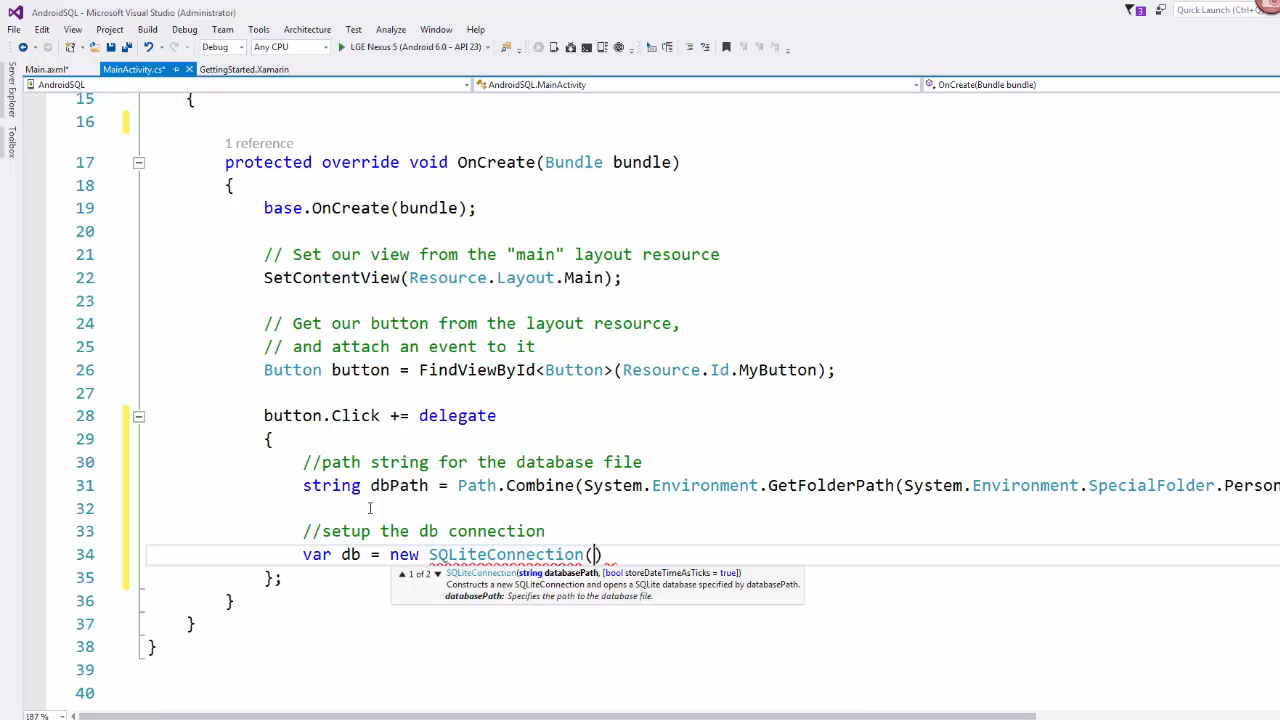 AndroidSQL - Microsoft Visual Studio (Administrator)
3
Quick Launch (Ctrl+Q)
File Edit View Project Build Debug Team Tools Architecture Test Analyze Window Help
Debug Any CPU LGE Nexus 5 (Android 6.0 - API 23)
Main.axml* MainActivity.cs* GettingStarted.Xamarin
AndroidSQL AndroidSQL.MainActivity OnCreate(Bundle bundle)
Server Explorer
Toolbox
15 {
16
1 reference
17 protected override void OnCreate(Bundle bundle)
18 {
19 base.OnCreate(bundle);
20
21 // Set our view from the "main" layout resource
22 SetContentView(Resource.Layout.Main);
23
24 // Get our button from the layout resource,
25 // and attach an event to it
26 Button button = FindViewById<Button>(Resource.Id.MyButton);
27
28 button.Click += delegate
29 {
30 //path string for the database file
31 string dbPath = Path.Combine(System.Environment.GetFolderPath(System.Environment.SpecialFolder.Person
32
33 //setup the db connection
34 var db = new SQLiteConnection()
35 };
1 of 2 SQLiteConnection(string databasePath, [bool storeDateTimeAsTicks = true])
Constructs a new SQLiteConnection and opens a SQLite database specified by databasePath.
databasePath: Specifies the path to the database file.
36 }
37 }
38 }
39
40
187 %